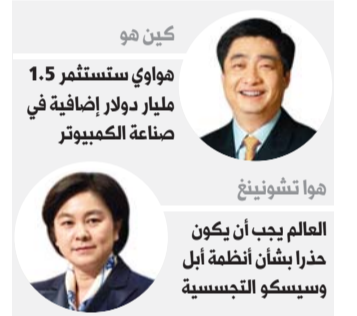 كين هو
هواوي ستستثمر 1.5
مليار دولار إضافية في
صناعة الكمبيوتر
هوا تشونينغ
العالم يجب أن يكون
حذرا بشأن أنظمة أبل
وسيسكو التجسسية